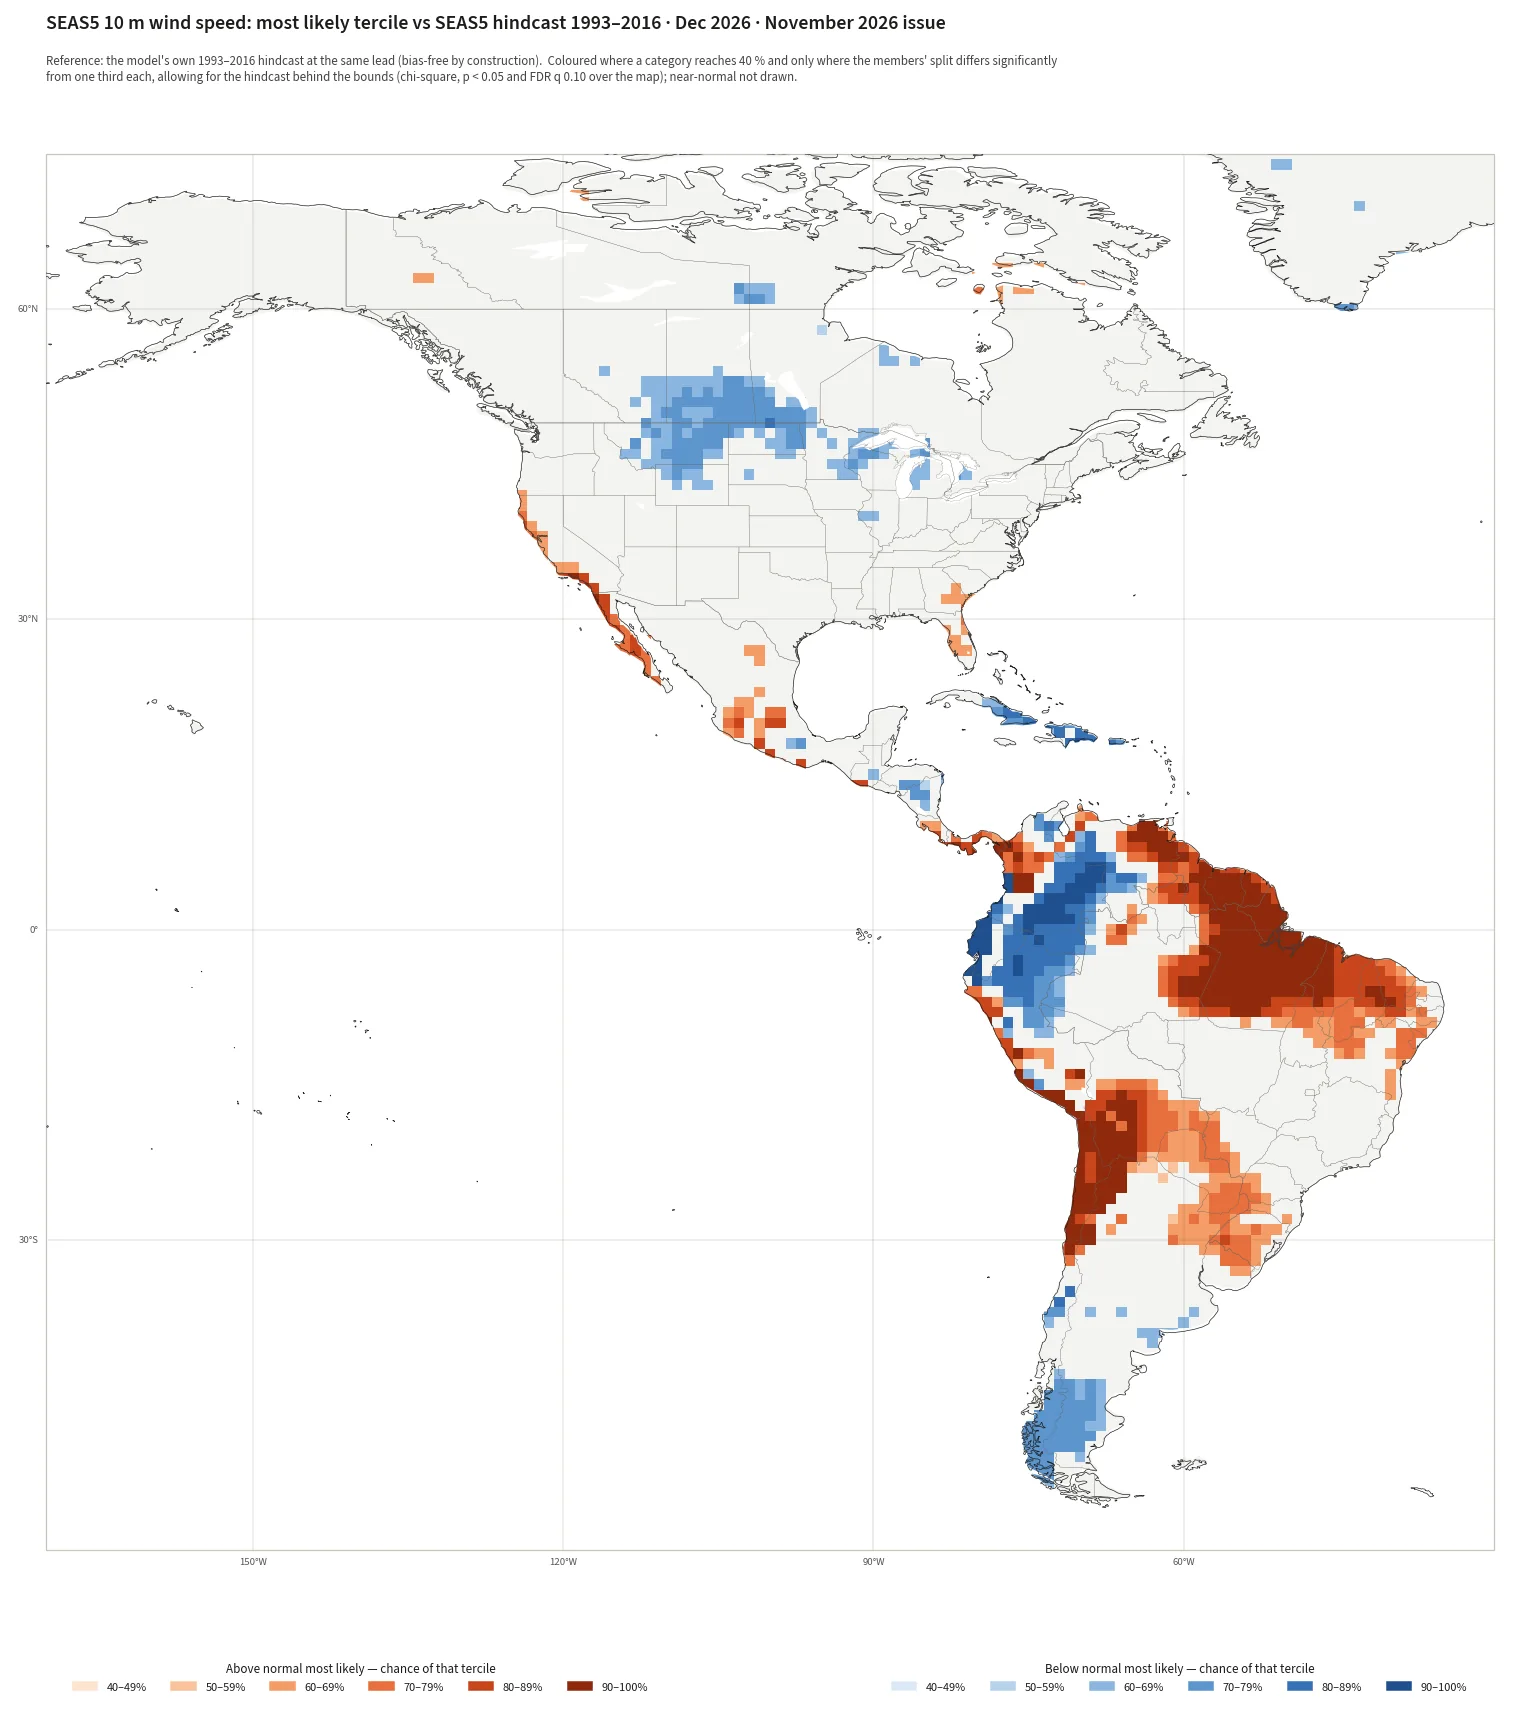 SEAS5 10 m wind speed: most likely tercile vs SEAS5 hindcast 1993–2016 · Dec 2026 · November 2026 issue
Reference: the model's own 1993–2016 hindcast at the same lead (bias-free by construction). Coloured where a category reaches 40 % and only where the members' split differs significantly
from one third each, allowing for the hindcast behind the bounds (chi-square, p < 0.05 and FDR q 0.10 over the map); near-normal not drawn.
60°N
30°N
0°
30°S
150°W 120°W 90°W 60°W
Above normal most likely — chance of that tercile
40–49% 50–59% 60–69% 70–79% 80–89% 90–100%
Below normal most likely — chance of that tercile
40–49% 50–59% 60–69% 70–79% 80–89% 90–100%